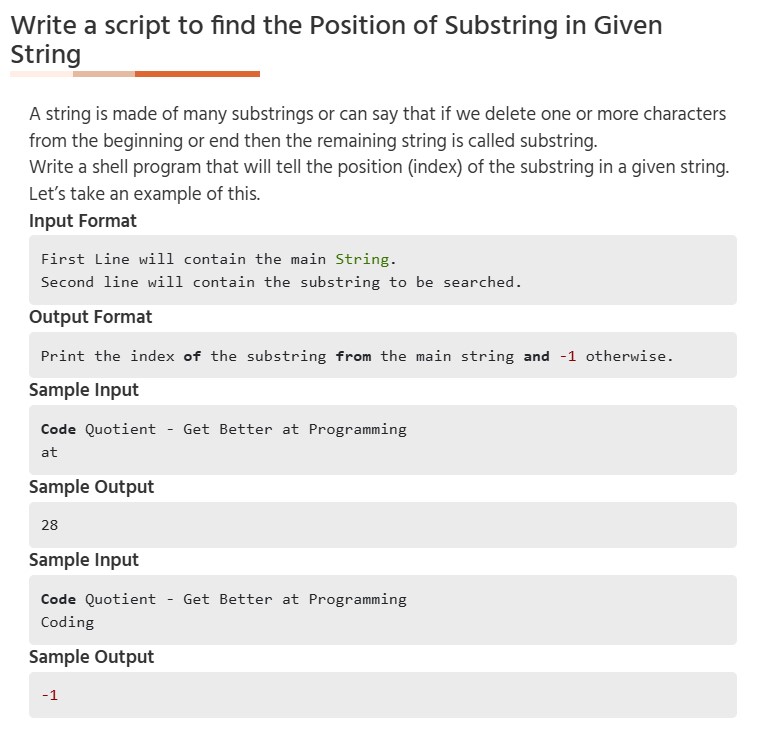 Write a script to find the Position of Substring in Given
String
A string is made of many substrings or can say that if we delete one or more characters
from the beginning or end then the remaining string is called substring.
Write a shell program that will tell the position (index) of the substring in a given string.
Let’s take an example of this.
Input Format
First Line will contain the main String.
Second line will contain the substring to be searched.
Output Format
Print the index of the substring from the main string and -1 otherwise.
Sample Input
Code Quotient - Get Better at Programming
at
Sample Output
28
Sample Input
Code Quotient - Get Better at Programming
Coding
Sample Output
-1